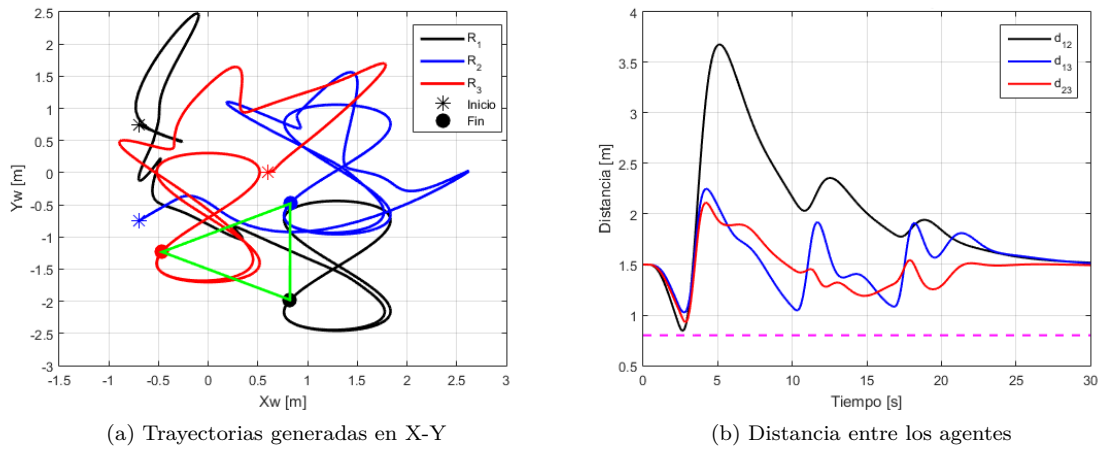 2.5
2
1.5
1
0.5
0
-0.5
-1
-1.5
-2
-2.5
-3
-1.5
-1
-0.5
0
0.5
1
1.5
2
2.5
3
Yw [m]
Xw [m]
R1
R2
R3
Inicio
Fin
(a) Trayectorias generadas en X-Y
4
3.5
3
2.5
2
1.5
1
0.5
0
5
10
15
20
25
30
Distancia [m]
Tiempo [s]
d12
d13
d23
(b) Distancia entre los agentes